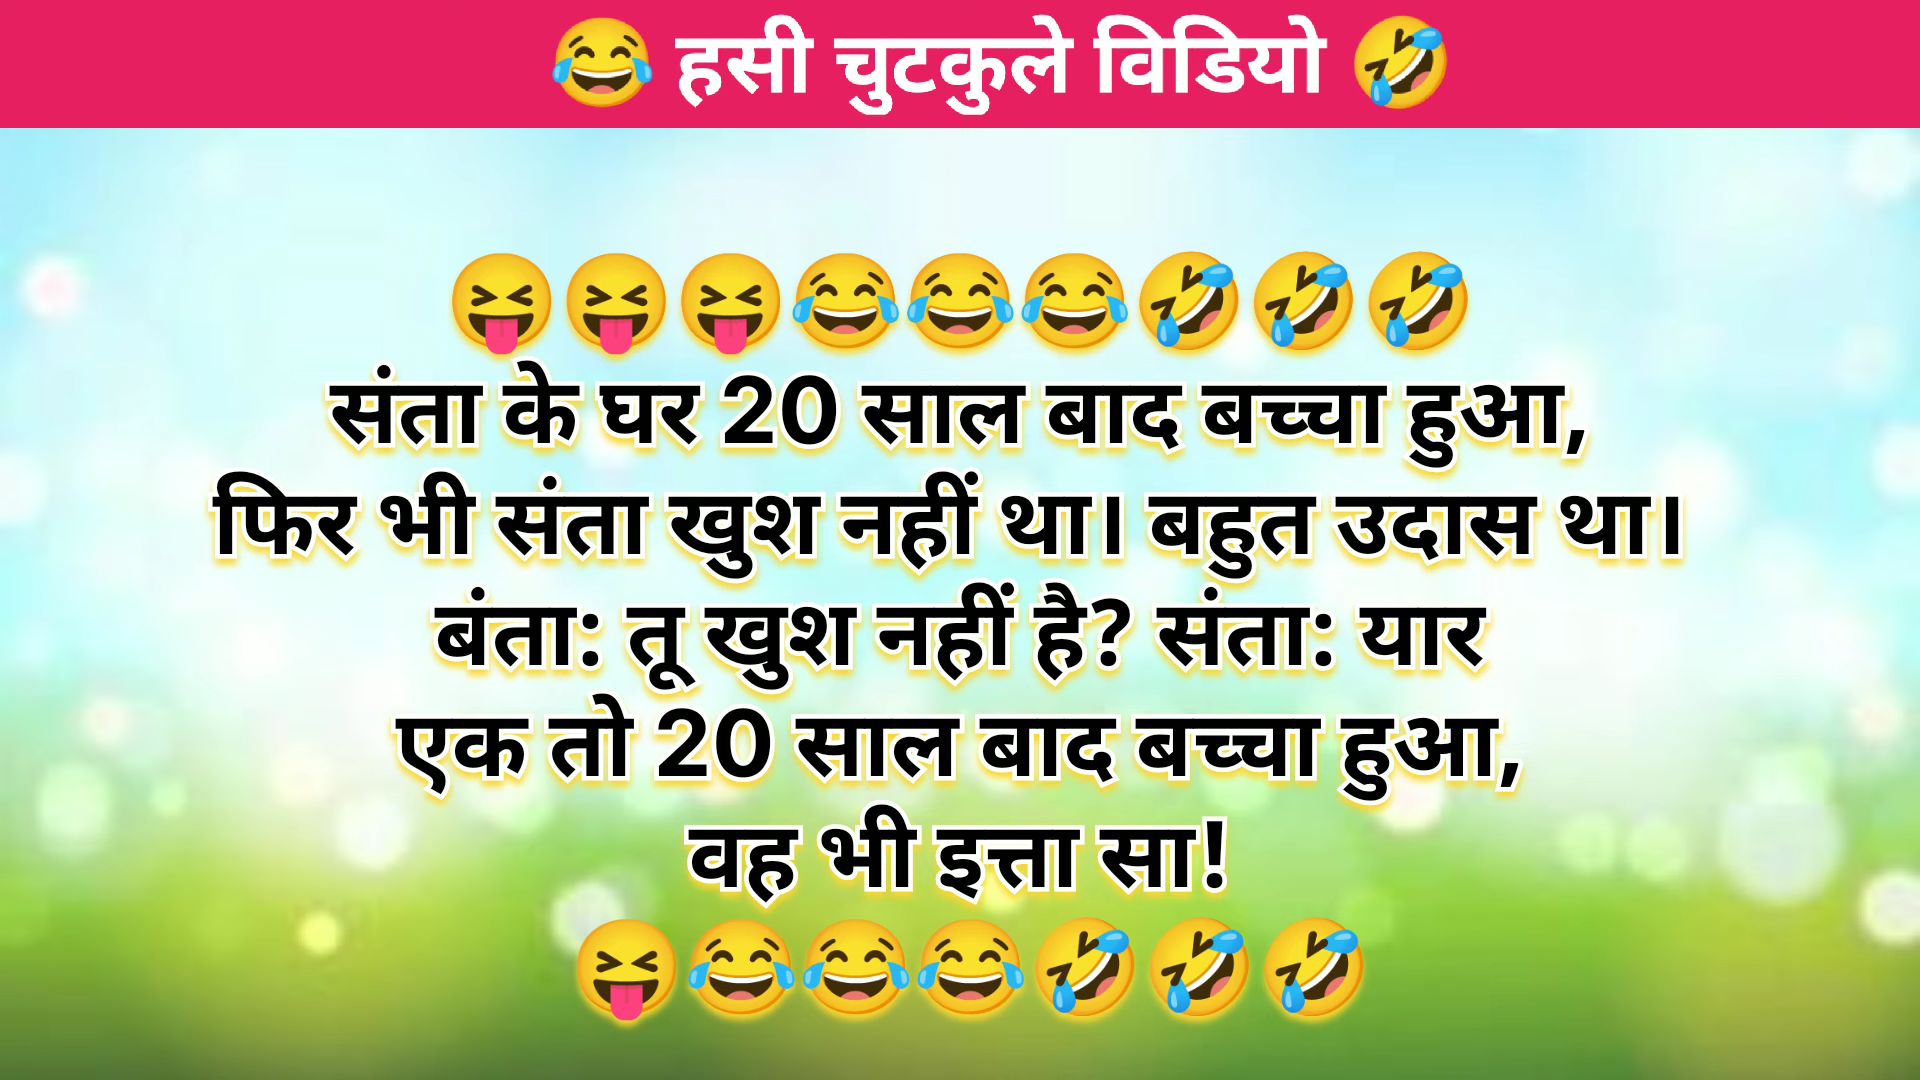 😂 हसी चुटकुले विडियो 🤣
😝😝😝😂😂😂🤣🤣🤣
संता के घर 20 साल बाद बच्चा हुआ,
फिर भी संता खुश नहीं था। बहुत उदास था।
बंता: तू खुश नहीं है? संता: यार
एक तो 20 साल बाद बच्चा हुआ,
वह भी इत्ता सा!
😝😂😂😂🤣🤣🤣